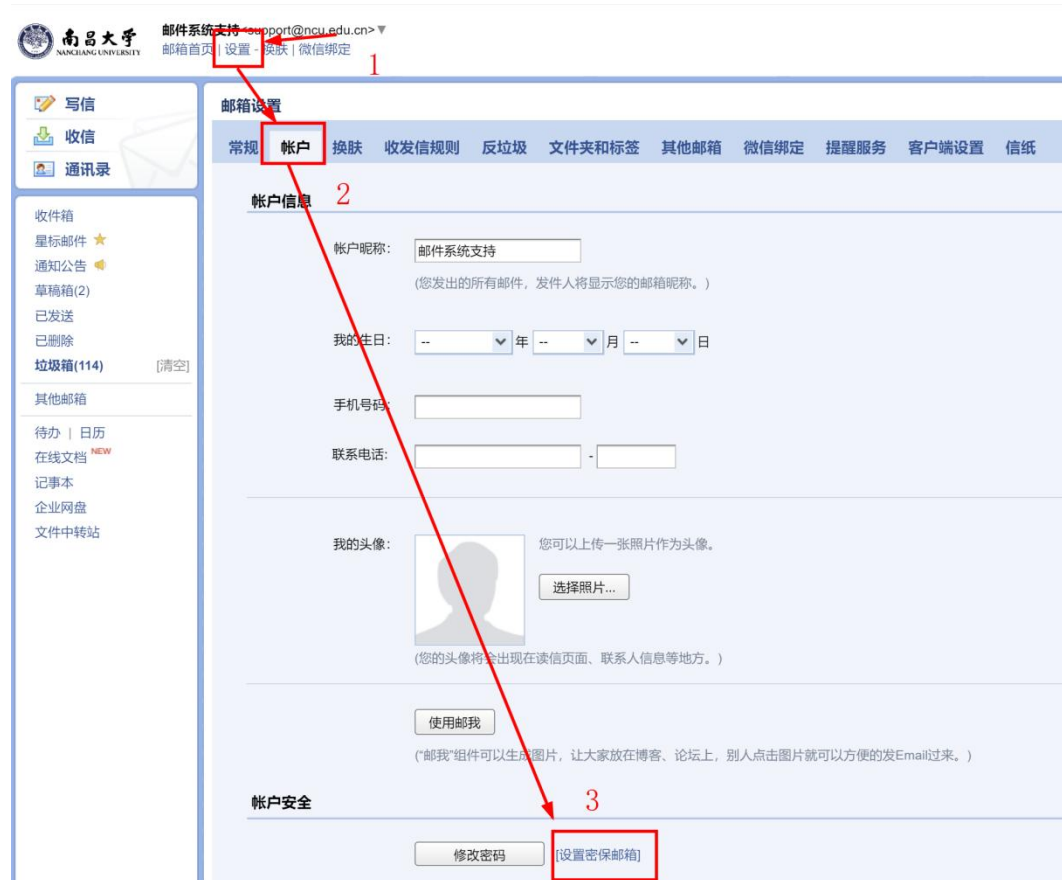 南昌大学
NANCHANG UNIVERSITY
邮件系统支持<support@ncu.edu.cn>
邮箱首页 | 设置 - 换肤 | 微信绑定
1
写信
收信
通讯录
收件箱
星标邮件
通知公告
草稿箱(2)
已发送
已删除
垃圾箱(114) [清空]
其他邮箱
待办 | 日历
在线文档 NEW
记事本
企业网盘
文件中转站
邮箱设置
常规 帐户 换肤 收发信规则 反垃圾 文件夹和标签 其他邮箱 微信绑定 提醒服务 客户端设置 信纸
2
帐户信息
帐户昵称: 邮件系统支持
(您发出的所有邮件，发件人将显示您的邮箱昵称。)
我的生日: -- 年 -- 月 -- 日
手机号码:
联系电话: -
我的头像: 您可以上传一张照片作为头像。
选择照片...
(您的头像将会出现在读信页面、联系人信息等地方。)
使用邮我
("邮我"组件可以生成图片，让大家放在博客、论坛上，别人点击图片就可以方便的发Email过来。)
帐户安全
3
修改密码 [设置密保邮箱]